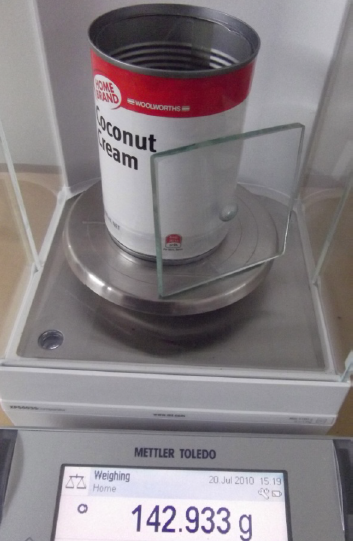 HOME
BRAND
WOOLWORTHS
Coconut
Cream
METTLER TOLEDO
Weighing
Home
20.Jul 2010 15:19
142.933 g